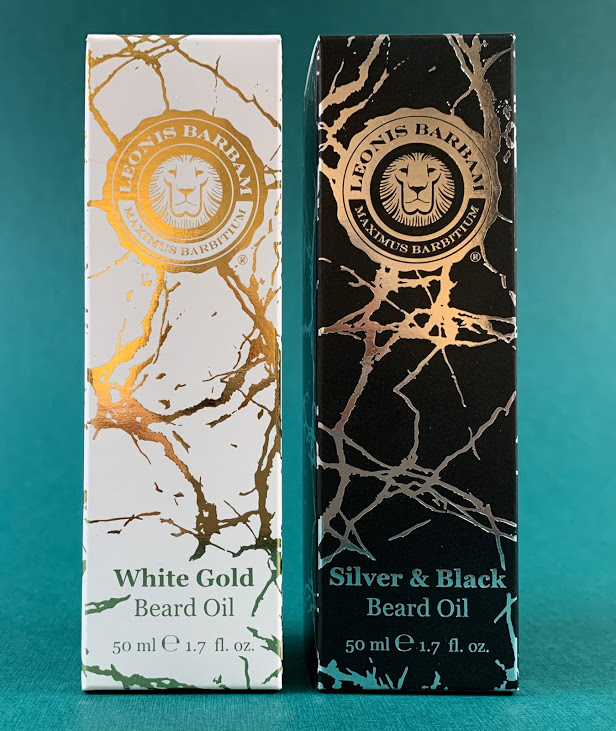 LEONIS BARBAM
MAXIMUS BARBITIUM
®
White Gold
Beard Oil
50 ml ℮ 1.7 fl. oz.
LEONIS BARBAM
MAXIMUS BARBITIUM
®
Silver & Black
Beard Oil
50 ml ℮ 1.7 fl. oz.